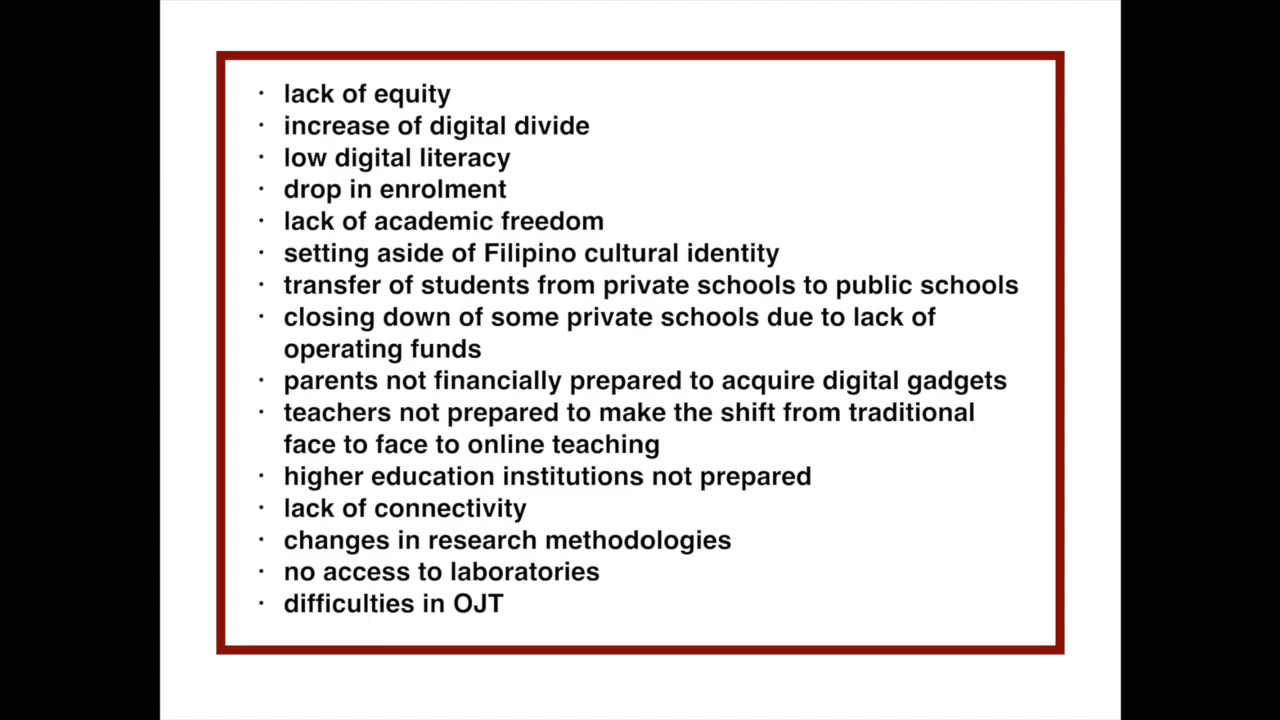 · lack of equity
· increase of digital divide
· low digital literacy
· drop in enrolment
· lack of academic freedom
· setting aside of Filipino cultural identity
· transfer of students from private schools to public schools
· closing down of some private schools due to lack of
operating funds
· parents not financially prepared to acquire digital gadgets
· teachers not prepared to make the shift from traditional
face to face to online teaching
· higher education institutions not prepared
· lack of connectivity
· changes in research methodologies
· no access to laboratories
· difficulties in OJT